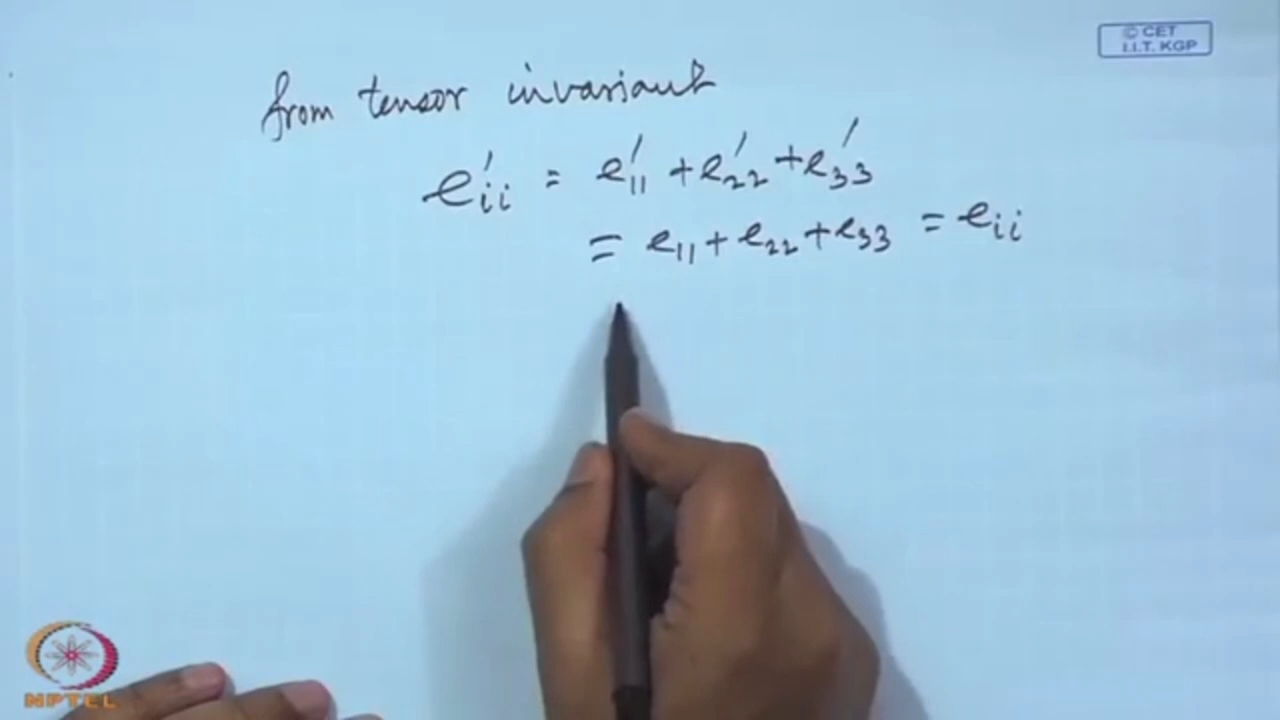 © CET
I.I.T. KGP
from tensor invariant
e'ii = e'11 + e'22 + e'33
= e11 + e22 + e33 = eii
NPTEL